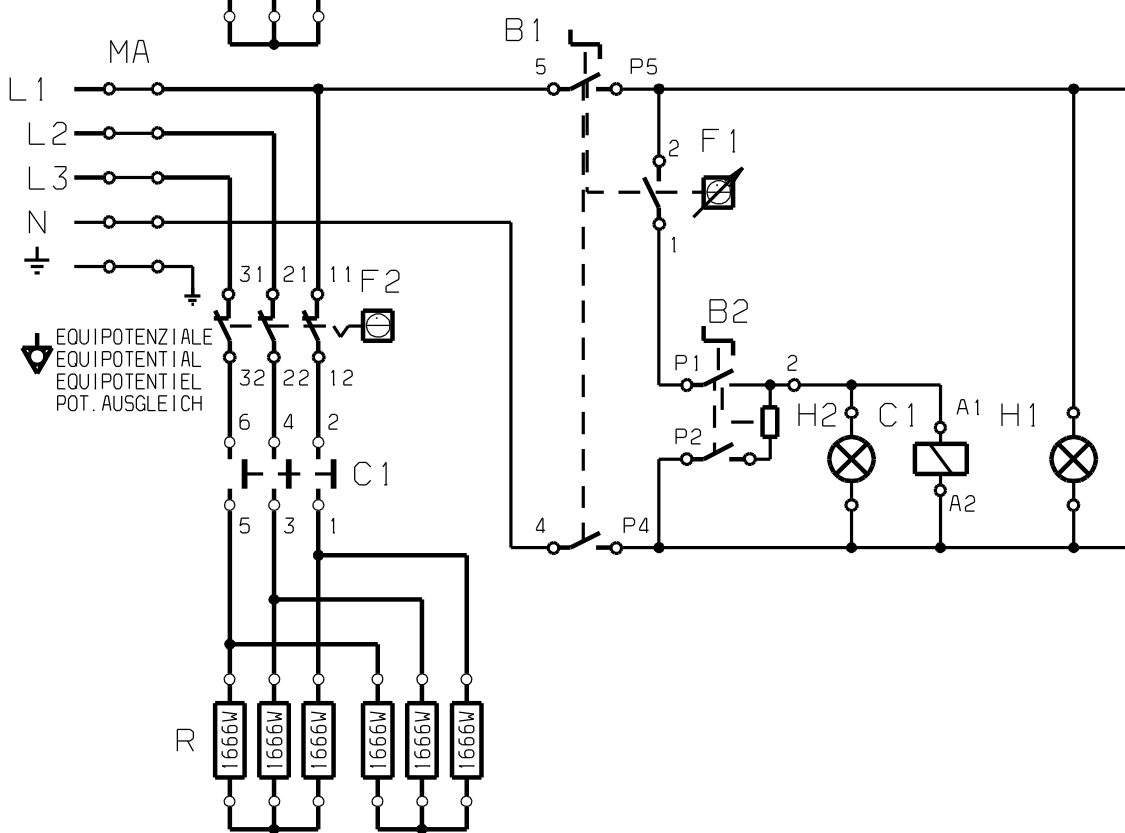 MA
B1
5 P5
L1
L2
L3
N
2 F1
1
31 21 11 F2
EQUIPOTENZIALE
EQUIPOTENTIAL
EQUIPOTENTIEL
POT.AUSGLEICH
32 22 12
B2
P1 2
6 4 2
H2 C1 A1 H1
P2
C1
A2
5 3 1
4 P4
R
1666W 1666W 1666W 1666W 1666W 1666W